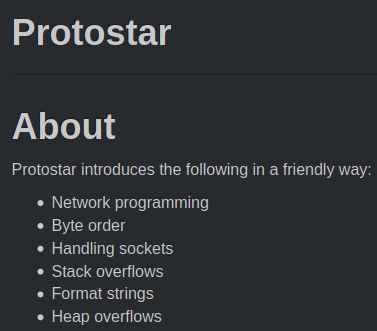 Protostar
About
Protostar introduces the following in a friendly way:
Network programming
Byte order
Handling sockets
Stack overflows
Format strings
Heap overflows